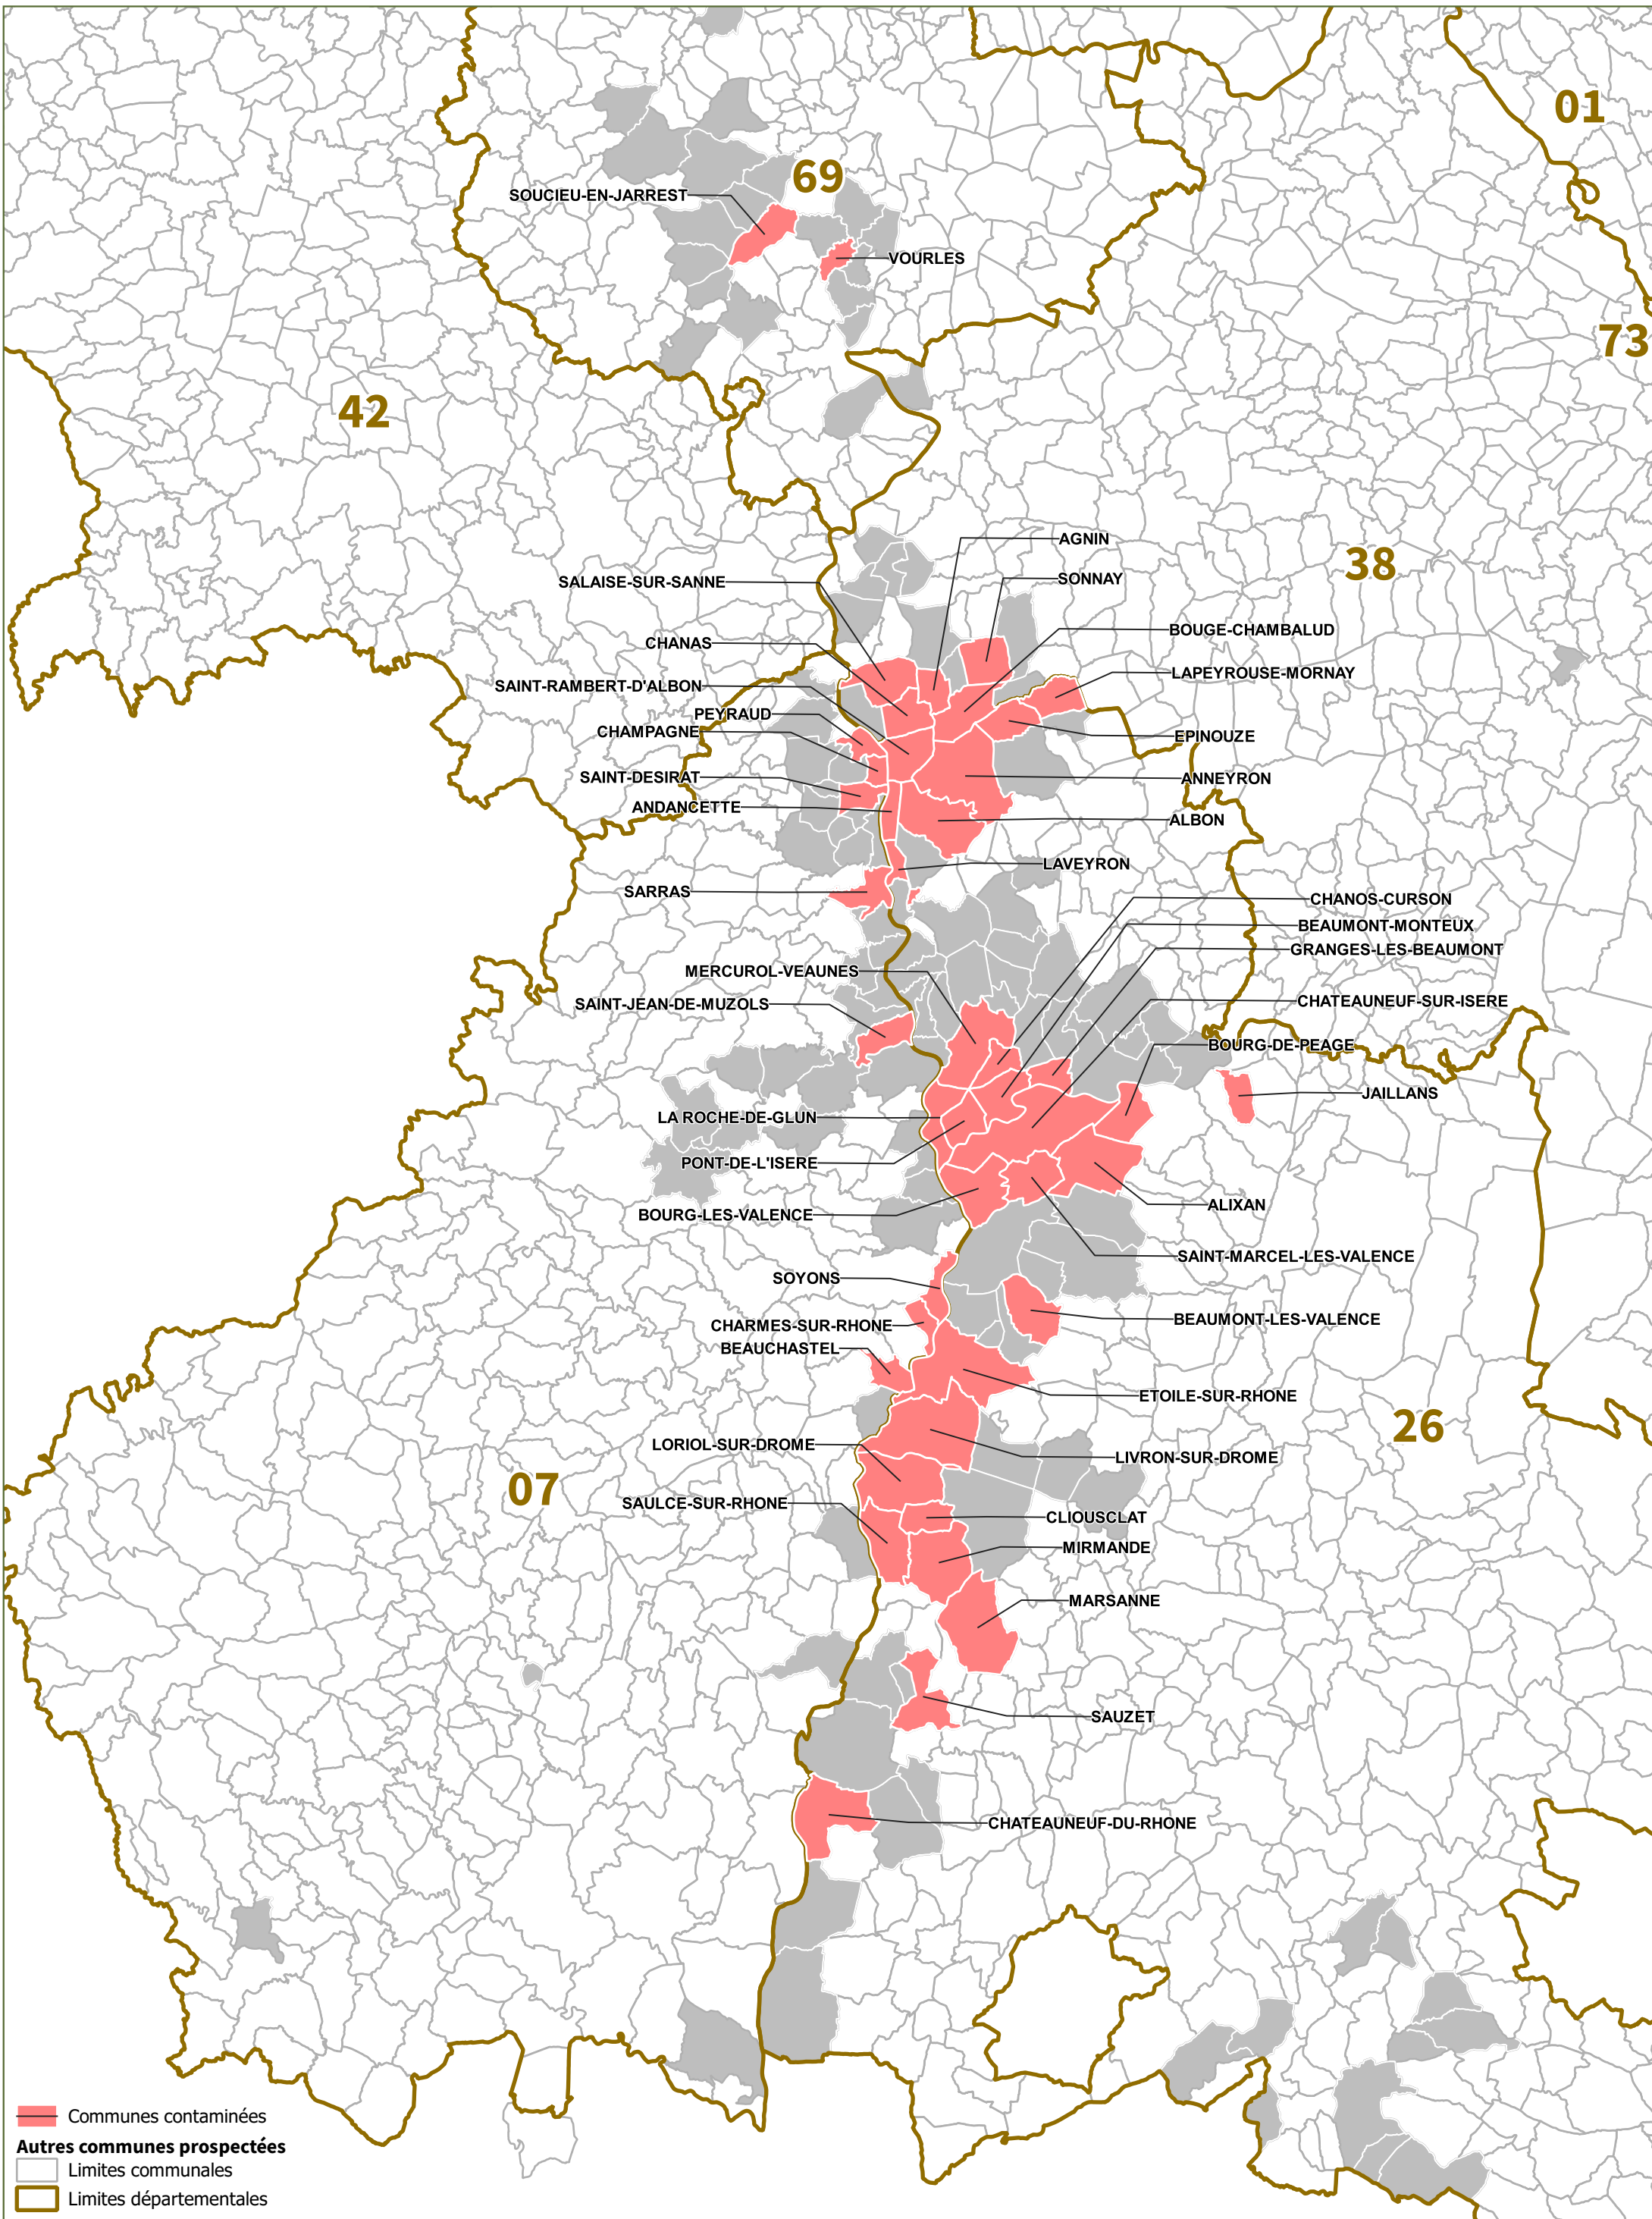 01
69
SOUCIEU-EN-JARREST
VOURLES
73
42
AGNIN
38
SALAISE-SUR-SANNE
SONNAY
BOUGE-CHAMBALUD
CHANAS
LAPEYROUSE-MORNAY
SAINT-RAMBERT-D'ALBON
PEYRAUD
CHAMPAGNE
EPINOUZE
SAINT-DESIRAT
ANNEYRON
ANDANCETTE
ALBON
LAVEYRON
SARRAS
CHANOS-CURSON
BEAUMONT-MONTEUX
GRANGES-LES-BEAUMONT
MERCUROL-VEAUNES
SAINT-JEAN-DE-MUZOLS
CHATEAUNEUF-SUR-ISERE
BOURG-DE-PEAGE
JAILLANS
LA ROCHE-DE-GLUN
PONT-DE-L'ISERE
ALIXAN
BOURG-LES-VALENCE
SAINT-MARCEL-LES-VALENCE
SOYONS
BEAUMONT-LES-VALENCE
CHARMES-SUR-RHONE
BEAUCHASTEL
ETOILE-SUR-RHONE
26
LORIOL-SUR-DROME
LIVRON-SUR-DROME
07
SAULCE-SUR-RHONE
CLIOUSCLAT
MIRMANDE
MARSANNE
SAUZET
CHATEAUNEUF-DU-RHONE
Communes contaminées
Autres communes prospectées
Limites communales
Limites départementales